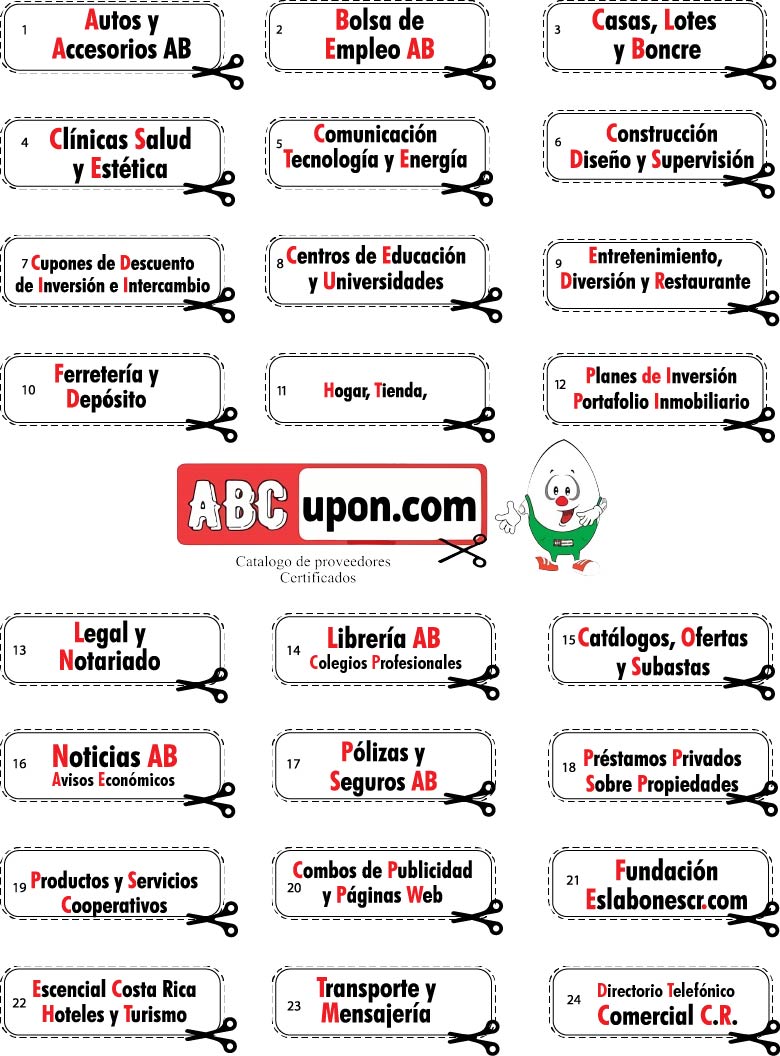 1
Autos y
Accesorios AB
2
Bolsa de
Empleo AB
3
Casas, Lotes
y Boncre
4
Clínicas Salud
y Estética
5
Comunicación
Tecnología y Energía
6
Construcción
Diseño y Supervisión
7 Cupones de Descuento
de Inversión e Intercambio
8
Centros de Educación
y Universidades
9
Entretenimiento,
Diversión y Restaurante
10
Ferretería y
Depósito
11
Hogar, Tienda,
12
Planes de Inversión
Portafolio Inmobiliario
ABCupon.com
Catalogo de proveedores
Certificados
13
Legal y
Notariado
14
Librería AB
Colegios Profesionales
15 Catálogos, Ofertas
y Subastas
16
Noticias AB
Avisos Económicos
17
Pólizas y
Seguros AB
18
Préstamos Privados
Sobre Propiedades
19
Productos y Servicios
Cooperativos
20
Combos de Publicidad
y Páginas Web
21
Fundación
Eslabonescr.com
22
Escencial Costa Rica
Hoteles y Turismo
23
Transporte y
Mensajería
24
Directorio Telefónico
Comercial C.R.